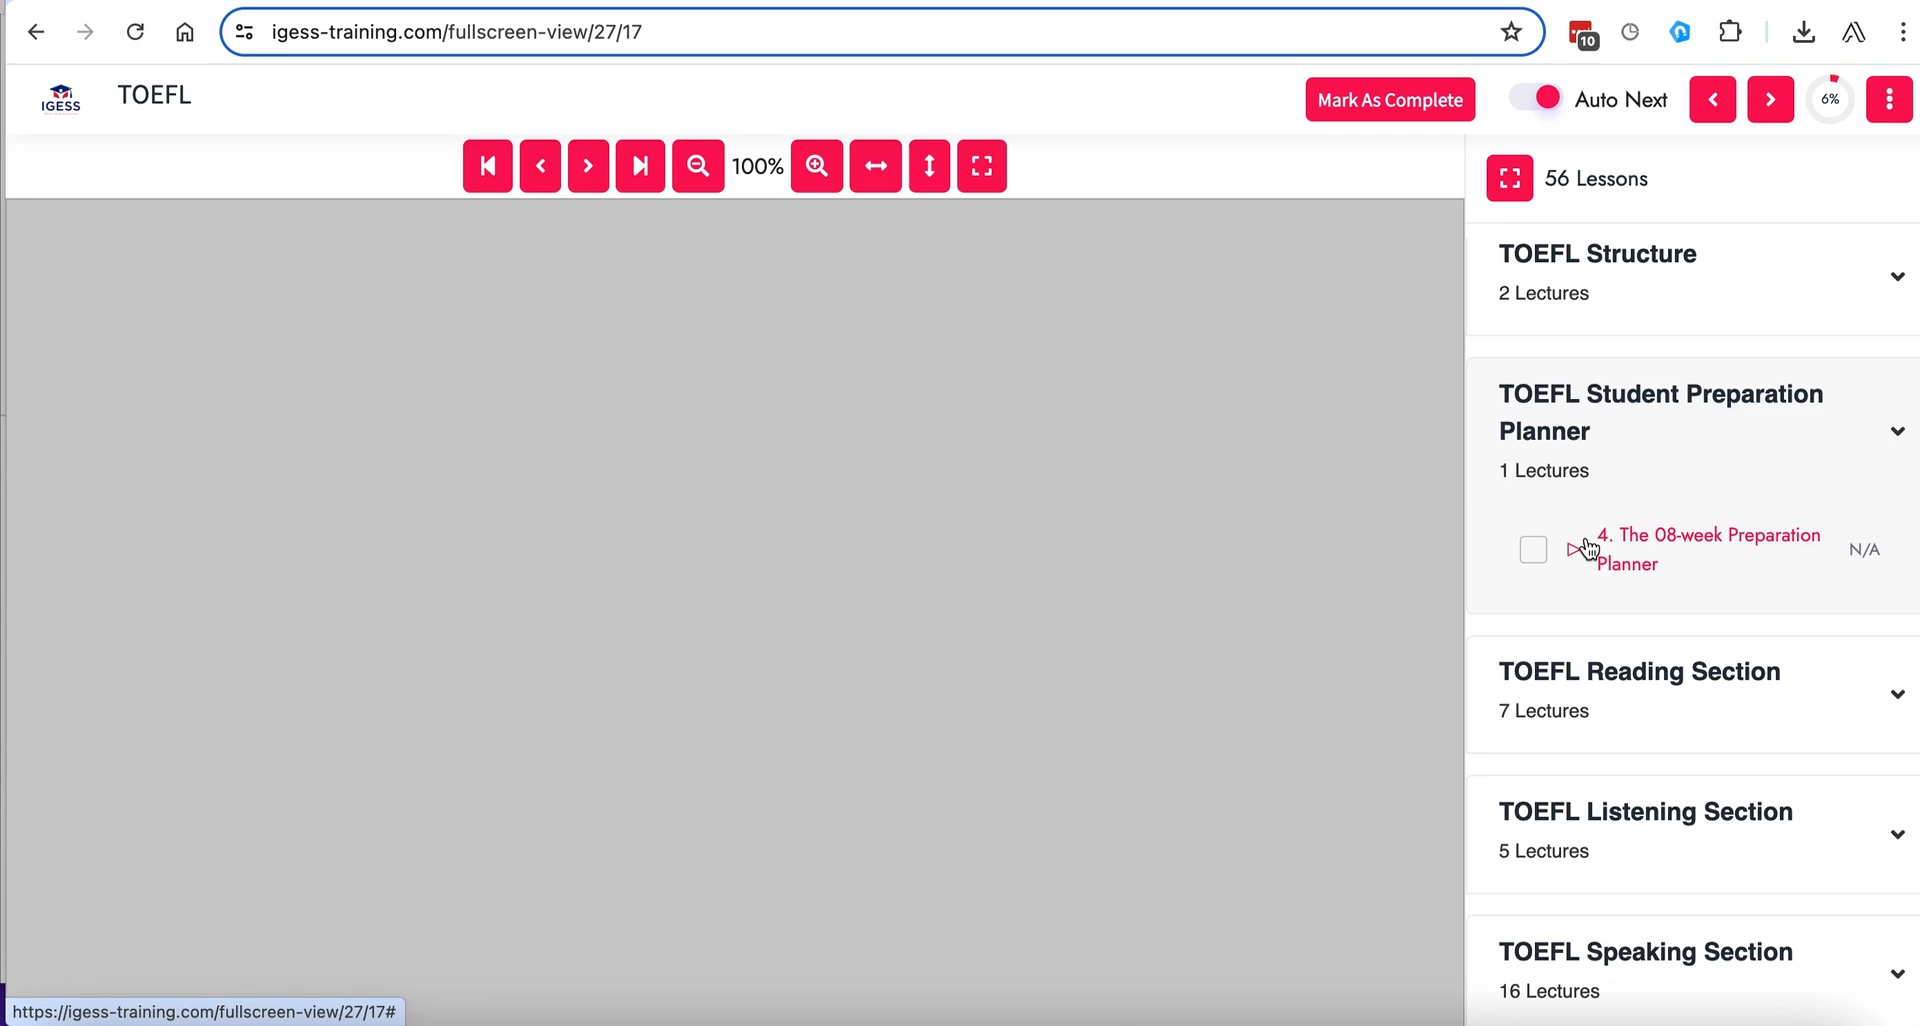 igess-training.com/fullscreen-view/27/17
10
IGESS
TOEFL
Mark As Complete
Auto Next
6%
100%
56 Lessons
TOEFL Structure
2 Lectures
TOEFL Student Preparation
Planner
1 Lectures
4. The 08-week Preparation
Planner
N/A
TOEFL Reading Section
7 Lectures
TOEFL Listening Section
5 Lectures
TOEFL Speaking Section
16 Lectures
https://igess-training.com/fullscreen-view/27/17#